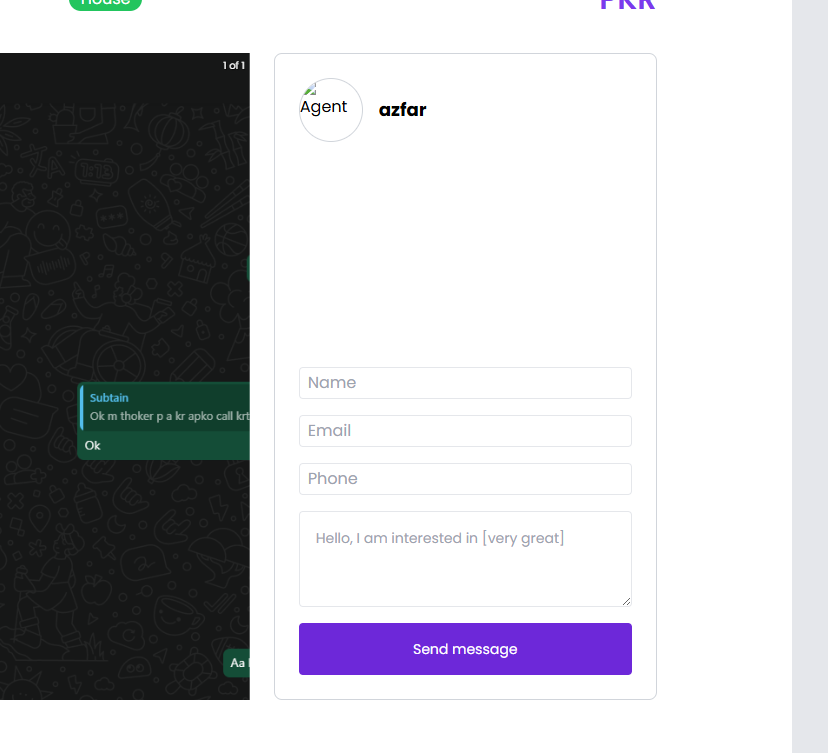 House
PKR
1 of 1
Agent
azfar
Subtain
Ok m thoker p a kr apko call krt
Ok
Aa
Name
Email
Phone
Hello, I am interested in [very great]
Send message